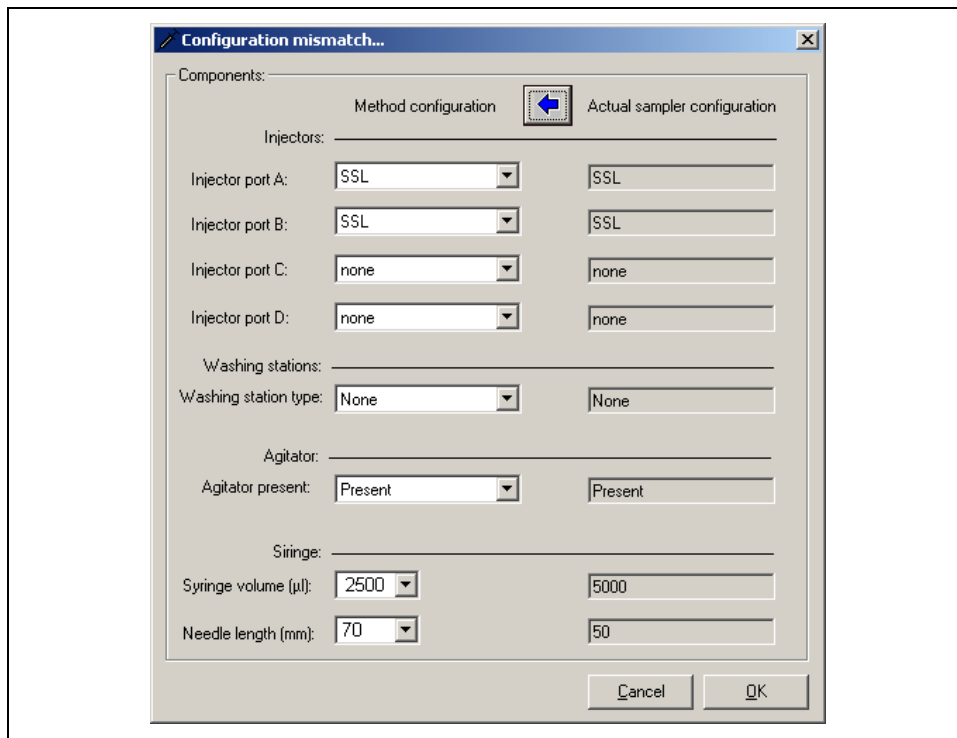 Configuration mismatch...
Components:
Method configuration Actual sampler configuration
Injectors:
Injector port A: SSL SSL
Injector port B: SSL SSL
Injector port C: none none
Injector port D: none none
Washing stations:
Washing station type: None None
Agitator:
Agitator present: Present Present
Siringe:
Syringe volume (µl): 2500 5000
Needle length (mm): 70 50
Cancel OK